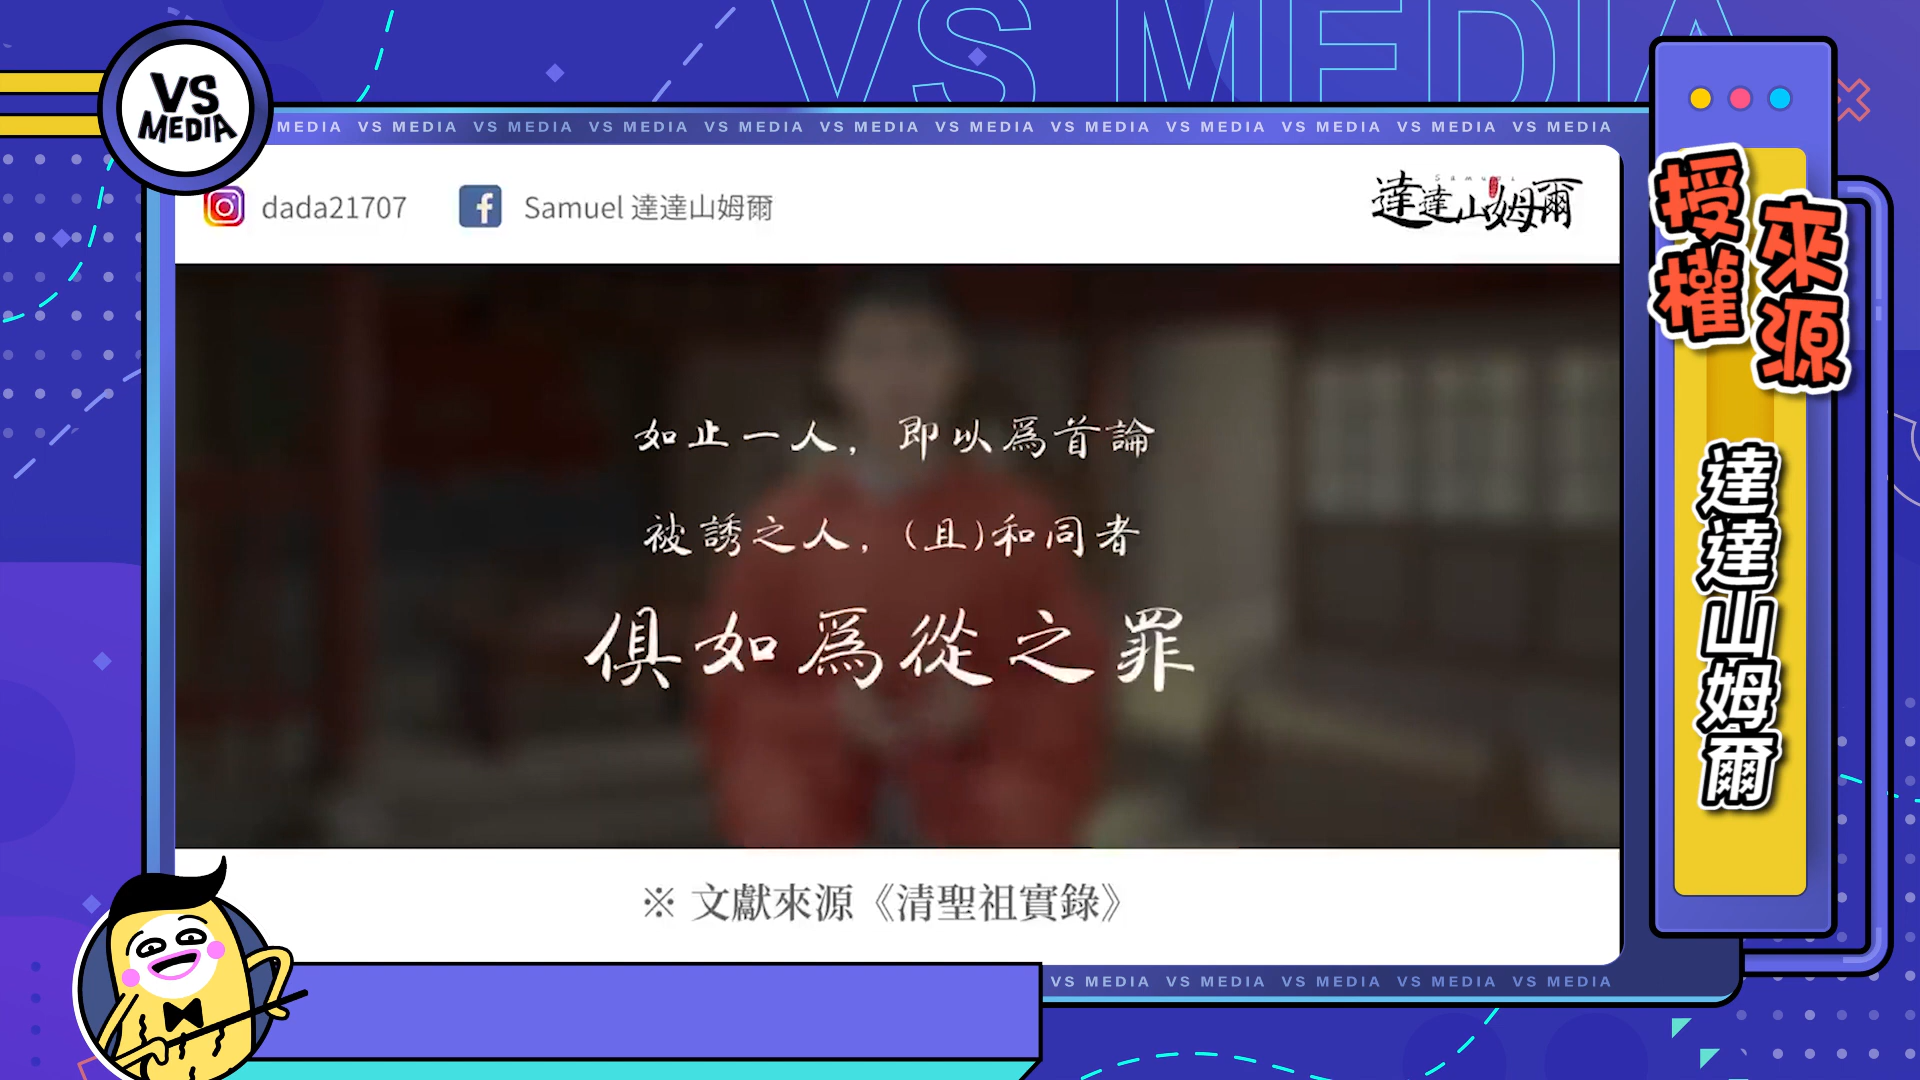 VS MEDIA
VS MEDIA
MEDIA VS MEDIA VS MEDIA VS MEDIA VS MEDIA VS MEDIA VS MEDIA VS MEDIA VS MEDIA VS MEDIA VS MEDIA VS MEDIA
dada21707
Samuel 達達山姆爾
Samuel
達達山姆爾
如止一人，即以爲首論
被誘之人，(且)和同者
俱如爲從之罪
※ 文獻來源《清聖祖實錄》
VS MEDIA VS MEDIA VS MEDIA VS MEDIA VS MEDIA
授權
來源
達達山姆爾